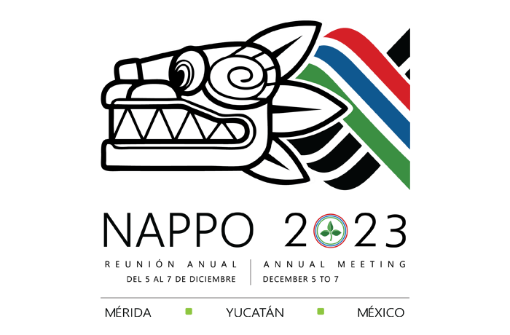 NAPPO 2023
REUNIÓN ANUAL | ANNUAL MEETING
DEL 5 AL 7 DE DICIEMBRE | DECEMBER 5 TO 7
MÉRIDA ▪ YUCATÁN ▪ MÉXICO